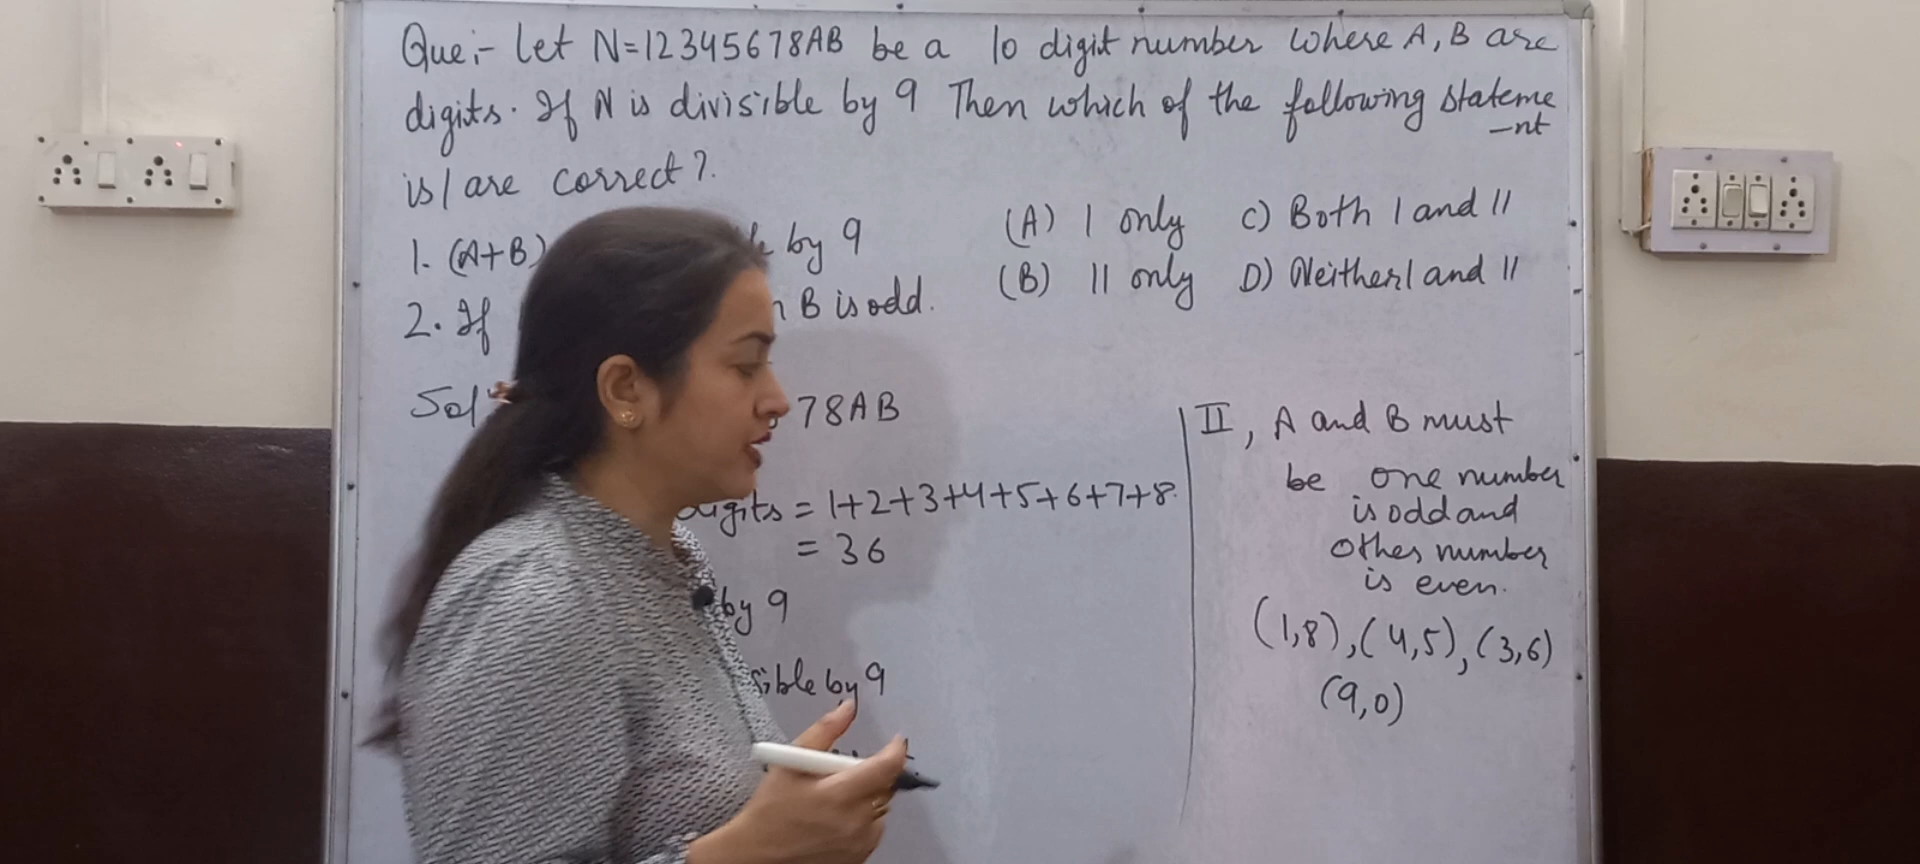 Que:- Let N=12345678AB be a 10 digit number where A, B are
digits. If N is divisible by 9 Then which of the following stateme
-nt
is/are correct?
1. (A+B) by 9
2. If B is odd.
(A) I only C) Both I and II
(B) II only D) Neither I and II
Sol
78AB
digits = 1+2+3+4+5+6+7+8
= 36
by 9
sible by 9
II, A and B must
be one number
is odd and
other number
is even.
(1,8), (4,5), (3,6)
(9,0)